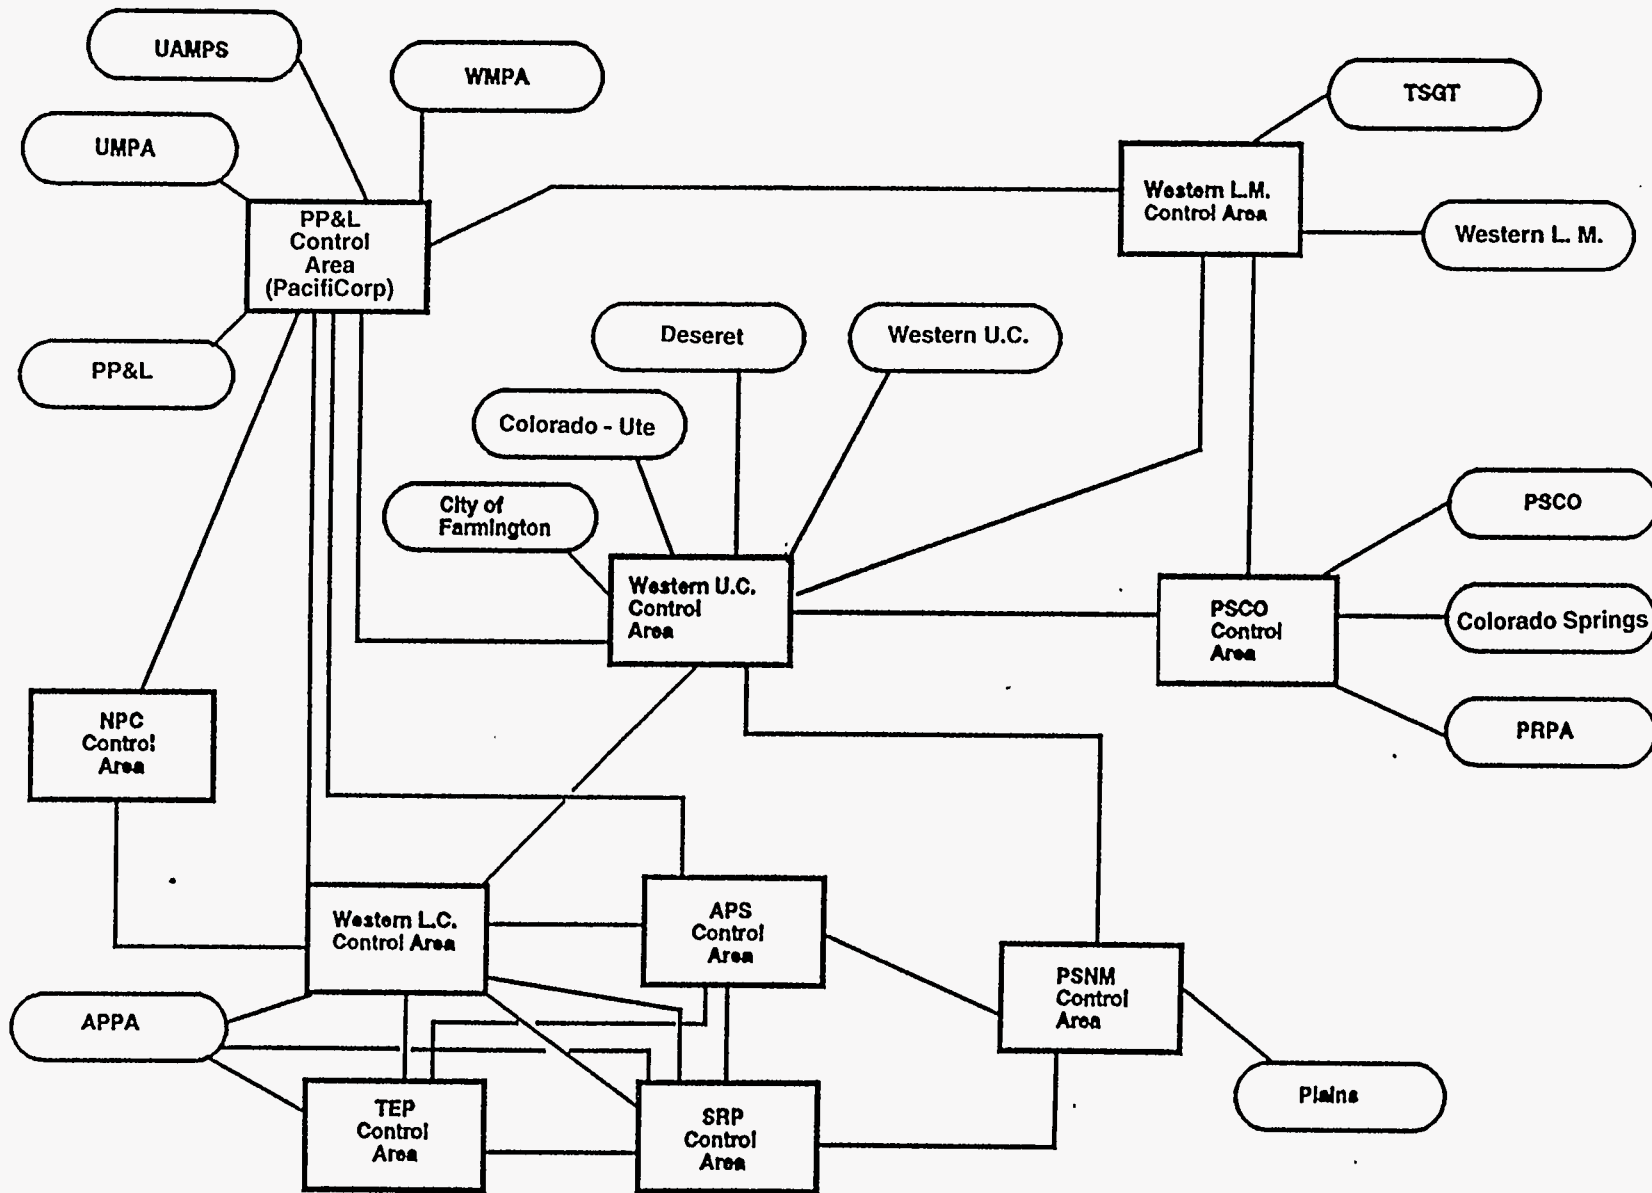 UAMPS
WMPA
TSGT
UMPA
PP&L
Control
Area
(PacifiCorp)
Western L.M.
Control Area
Western L. M.
PP&L
Deseret
Western U.C.
Colorado - Ute
City of
Farmington
Western U.C.
Control
Area
PSCO
PSCO
Control
Area
Colorado Springs
PRPA
NPC
Control
Area
Western L.C.
Control Area
APS
Control
Area
PSNM
Control
Area
APPA
TEP
Control
Area
SRP
Control
Area
Plains